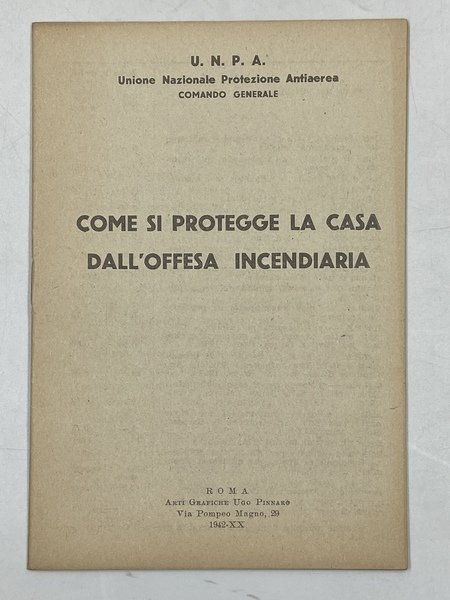 U. N. P. A.
Unione Nazionale Protezione Antiaerea
COMANDO GENERALE
COME SI PROTEGGE LA CASA
DALL'OFFESA INCENDIARIA
ROMA
ARTI GRAFICHE UGO PINNARÒ
Via Pompeo Magno, 29
1942-XX